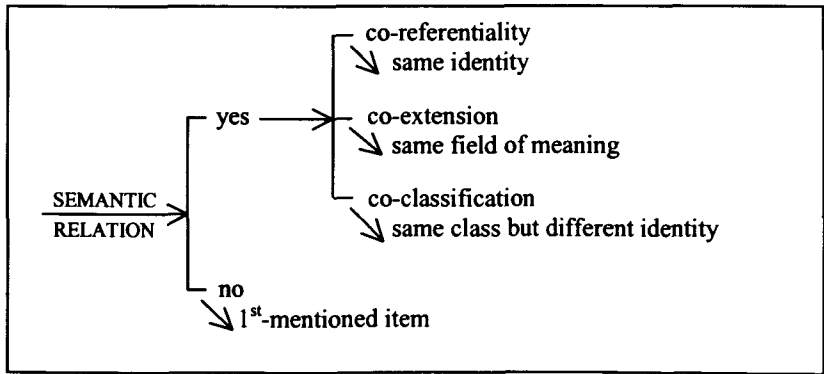 co-referentiality
same identity
yes
co-extension
same field of meaning
SEMANTIC
RELATION
co-classification
same class but different identity
no
1st-mentioned item